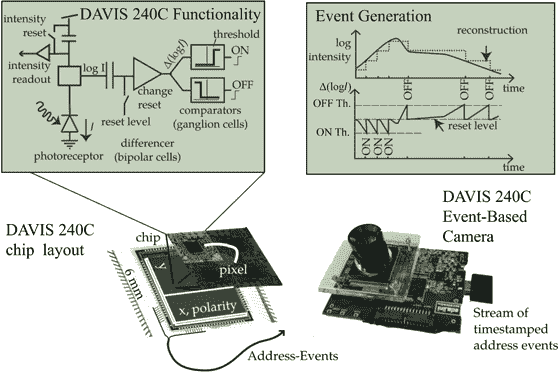 DAVIS 240C Functionality
intensity
reset
intensity
readout
log I
Δ(logI)
threshold
ON
OFF
change
reset
comparators
(ganglion cells)
reset level
differencer
(bipolar cells)
I
photoreceptor
Event Generation
log
intensity
reconstruction
time
Δ(logI)
OFF
OFF
OFF
OFF Th.
ON Th.
reset level
ON
ON
ON
time
DAVIS 240C
chip layout
chip
pixel
Y
x, polarity
6 mm
Address-Events
DAVIS 240C
Event-Based
Camera
Stream of
timestamped
address events